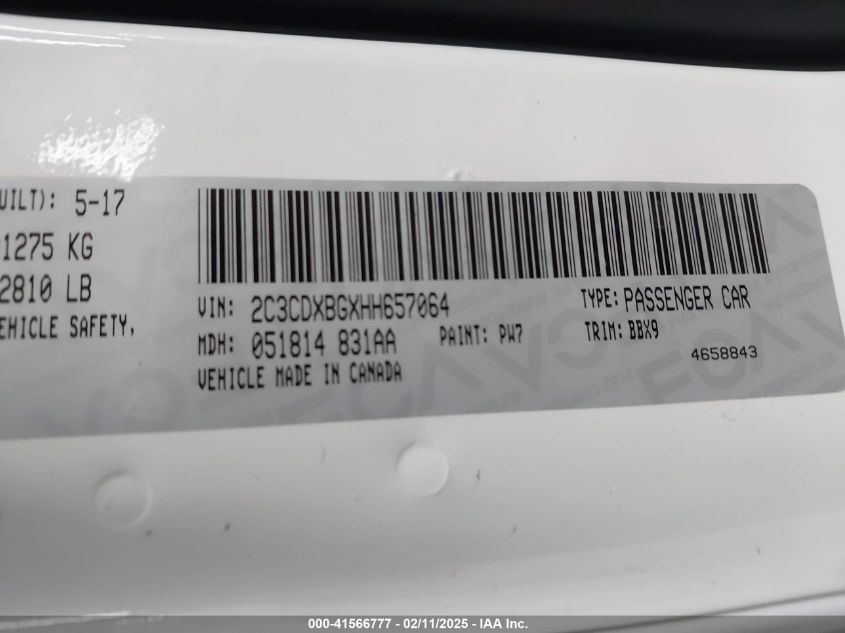 UILT): 5-17
1275 KG
2810 LB
EHICLE SAFETY.
VIN: 2C3CDXBGXHH657064
TYPE: PASSENGER CAR
MDH: 051814 831AA
PAINT: PW7
TRIM: BBX9
VEHICLE MADE IN CANADA
4658843
000-41566777 - 02/11/2025 - IAA Inc.